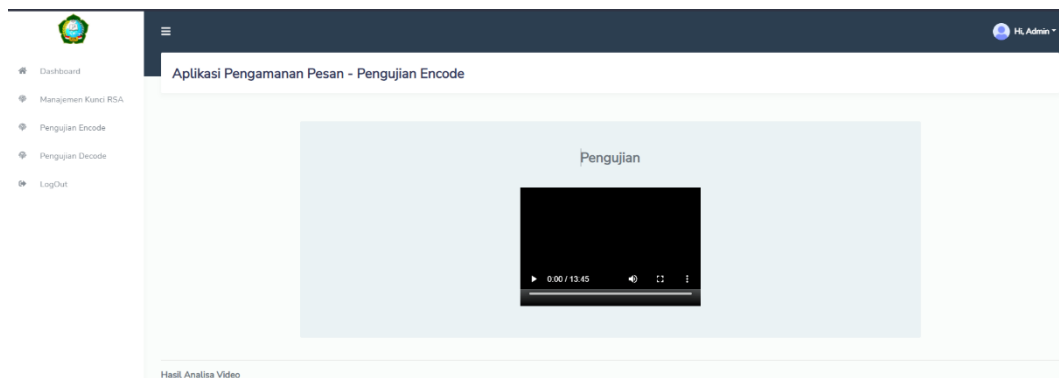 Hi, Admin
Dashboard
Manajemen Kunci RSA
Pengujian Encode
Pengujian Decode
LogOut
Aplikasi Pengamanan Pesan - Pengujian Encode
Pengujian
0:00 / 13:45
Hasil Analisa Video